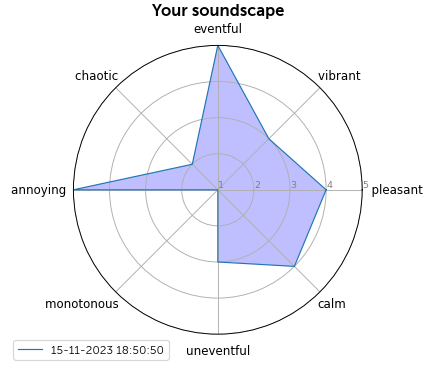 Your soundscape
eventful
chaotic
vibrant
annoying
1 2 3 4 5
pleasant
monotonous
calm
15-11-2023 18:50:50
uneventful